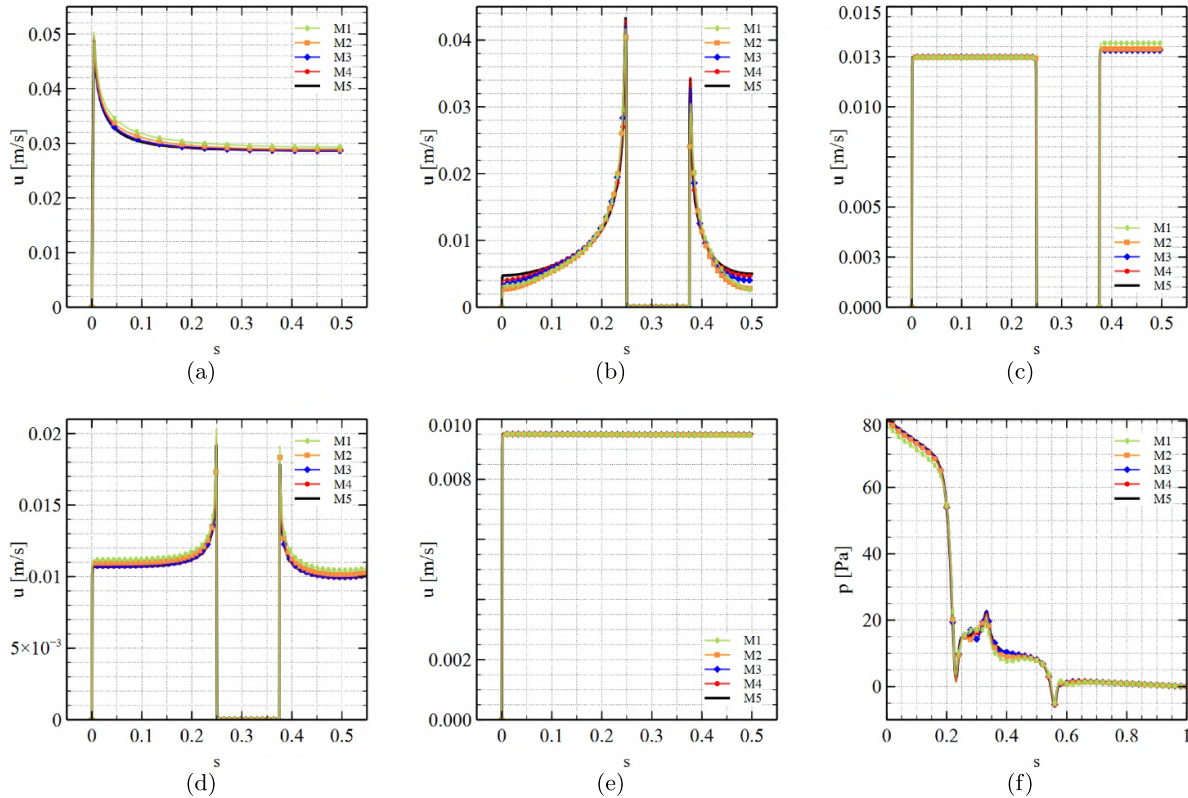 0.05
0.04
0.03
0.02
0.01
0
u [m/s]
0 0.1 0.2 0.3 0.4 0.5
s
M1
M2
M3
M4
M5
(a)
0.04
0.03
0.02
0.01
0
u [m/s]
0 0.1 0.2 0.3 0.4 0.5
s
M1
M2
M3
M4
M5
(b)
0.015
0.013
0.010
0.005
0.003
0.000
u [m/s]
0 0.1 0.2 0.3 0.4 0.5
s
M1
M2
M3
M4
M5
(c)
0.02
0.015
0.01
5×10⁻³
0
u [m/s]
0 0.1 0.2 0.3 0.4 0.5
s
M1
M2
M3
M4
M5
(d)
0.010
0.008
0.002
0.000
u [m/s]
0 0.1 0.2 0.3 0.4 0.5
s
M1
M2
M3
M4
M5
(e)
80
60
40
20
0
p [Pa]
0 0.2 0.4 0.6 0.8 1
s
M1
M2
M3
M4
M5
(f)